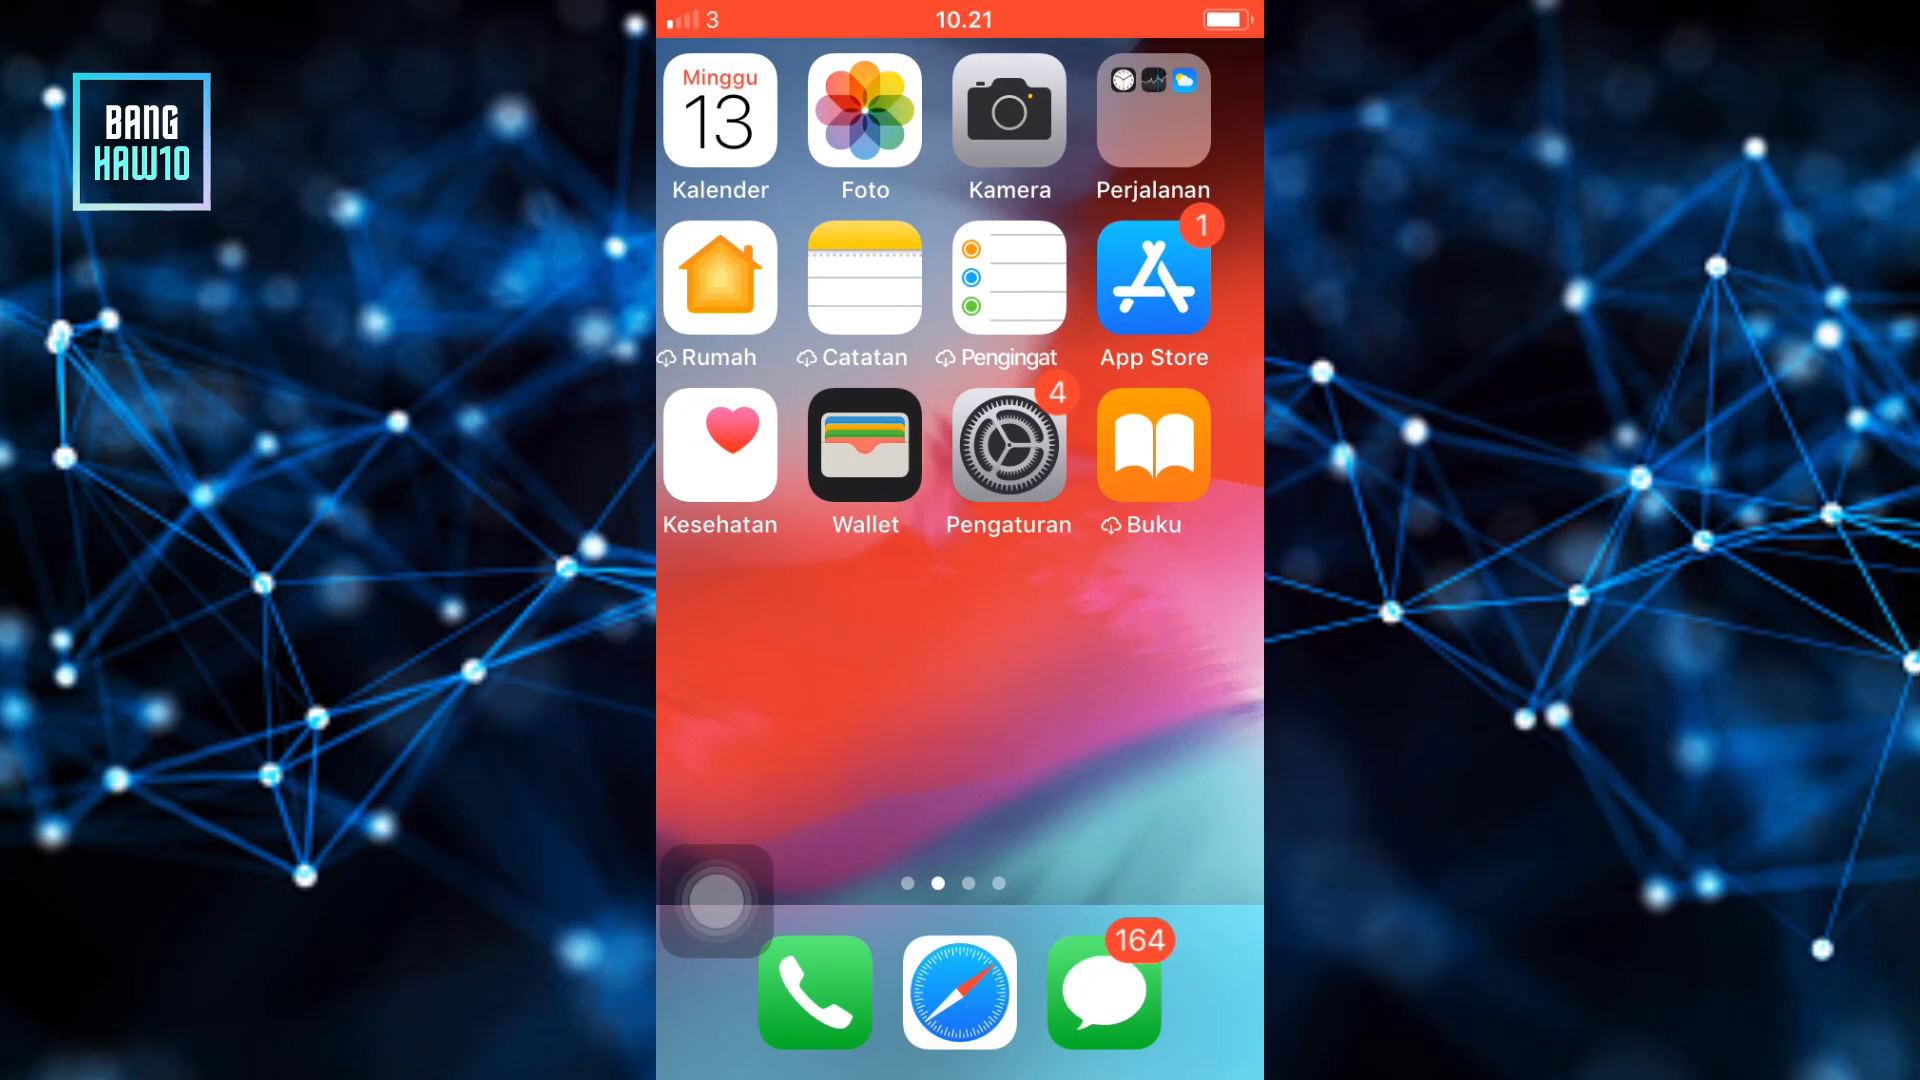 BANG
HAW10
3
10.21
Minggu
13
Kalender
Foto
Kamera
Perjalanan
1
Rumah
Catatan
Pengingat
App Store
4
Kesehatan
Wallet
Pengaturan
Buku
164